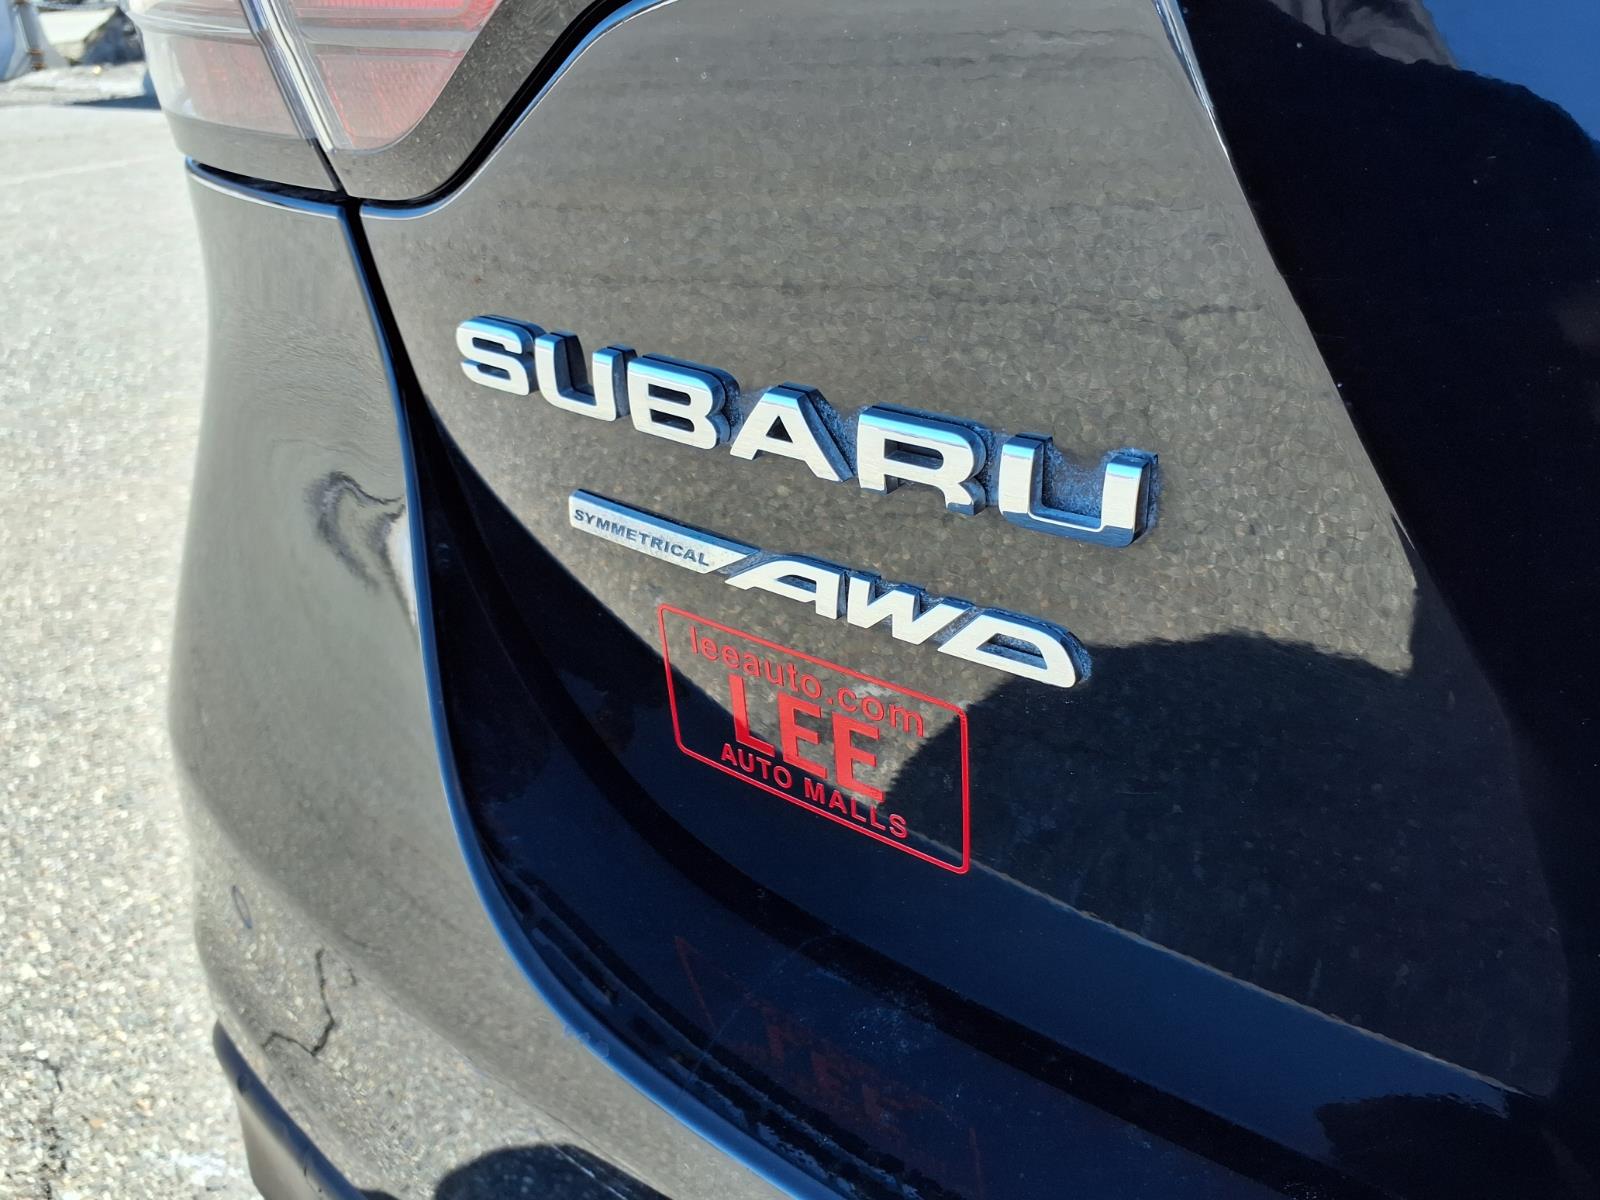 SUBARU
SYMMETRICAL AWD
leeauto.com
LEE
AUTO MALLS